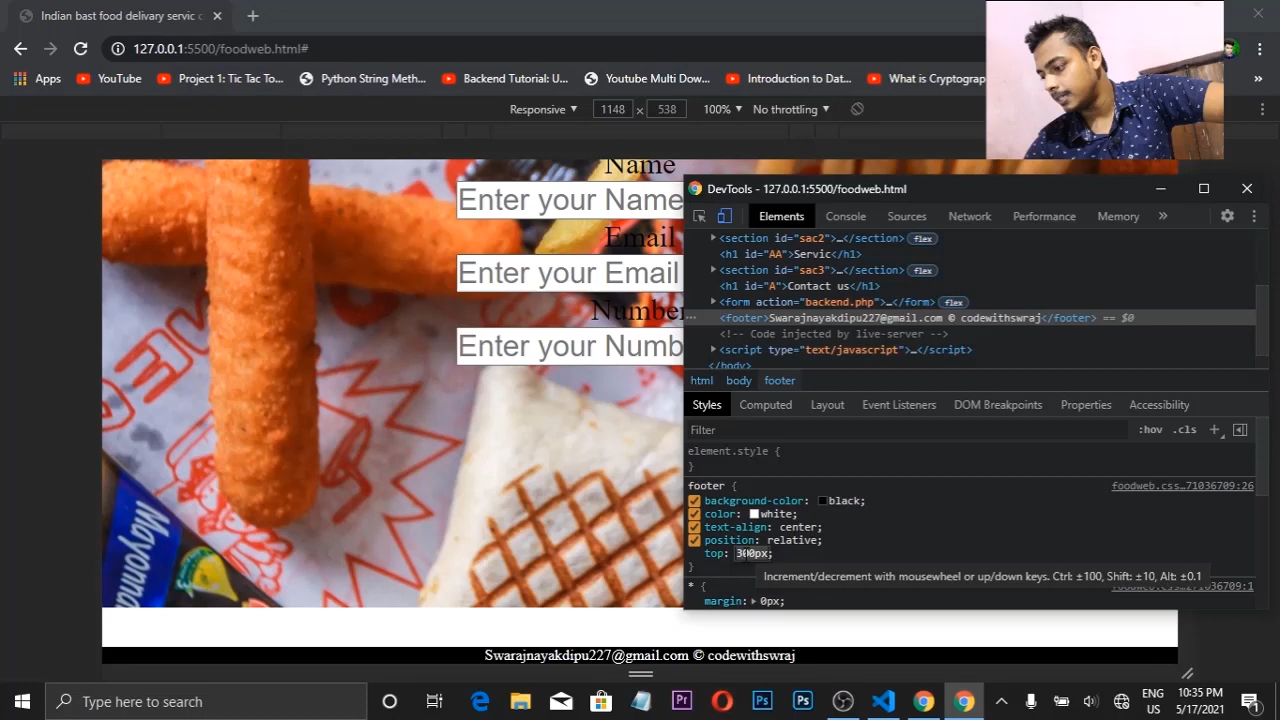 Indian bast food delivary servic c
127.0.0.1:5500/foodweb.html#
Apps
YouTube
Project 1: Tic Tac To...
Python String Meth...
Backend Tutorial: U...
Youtube Multi Dow...
Introduction to Dat...
What is Cryptograp
»
Responsive
1148 x 538
100%
No throttling
Name
Enter your Name
Email
Enter your Email
Number
Enter your Numb
Mayonna
DevTools - 127.0.0.1:5500/foodweb.html
Elements
Console
Sources
Network
Performance
Memory
»
<section id="sac2">…</section> flex
<h1 id="AA">Servic</h1>
<section id="sac3">…</section> flex
<h1 id="A">Contact us</h1>
<form action="backend.php">…</form> flex
<footer>Swarajnayakdipu227@gmail.com © codewithswraj</footer> == $0
<!-- Code injected by live-server -->
<script type="text/javascript">…</script>
</body>
html body footer
Styles
Computed
Layout
Event Listeners
DOM Breakpoints
Properties
Accessibility
Filter
:hov .cls +
element.style {
}
footer {
foodweb.css…71036709:26
background-color: black;
color: white;
text-align: center;
position: relative;
top: 300px;
}
Increment/decrement with mousewheel or up/down keys. Ctrl: ±100, Shift: ±10, Alt: ±0.1
* {
margin: 0px;
Swarajnayakdipu227@gmail.com © codewithswraj
Type here to search
ENG
US
10:35 PM
5/17/2021